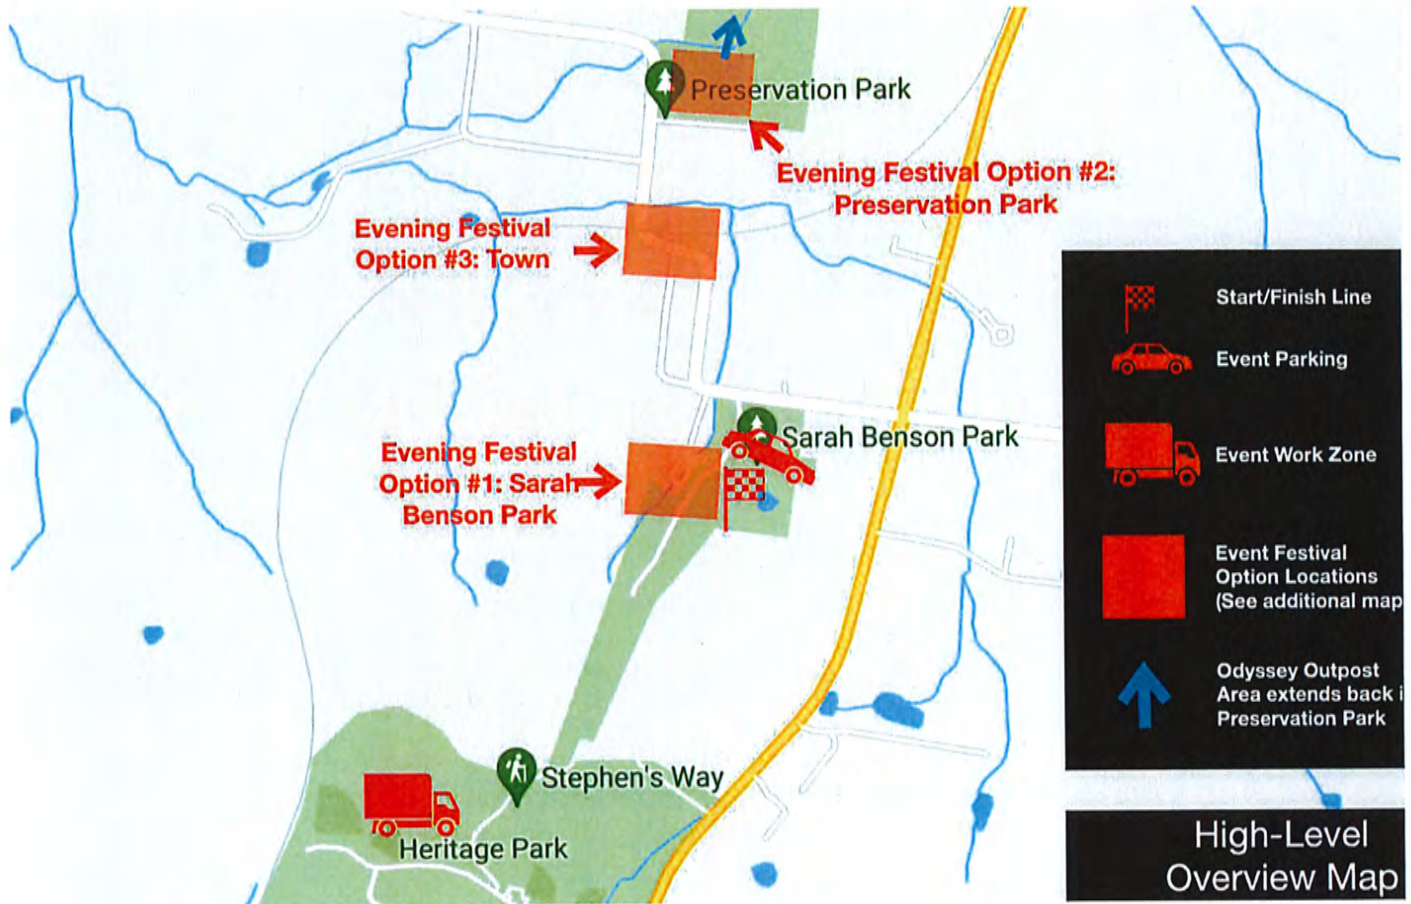 Preservation Park
Evening Festival Option #2:
Preservation Park
Evening Festival
Option #3: Town
Sarah Benson Park
Evening Festival
Option #1: Sarah
Benson Park
Stephen's Way
Heritage Park
Start/Finish Line
Event Parking
Event Work Zone
Event Festival
Option Locations
(See additional map
Odyssey Outpost
Area extends back i
Preservation Park
High-Level
Overview Map